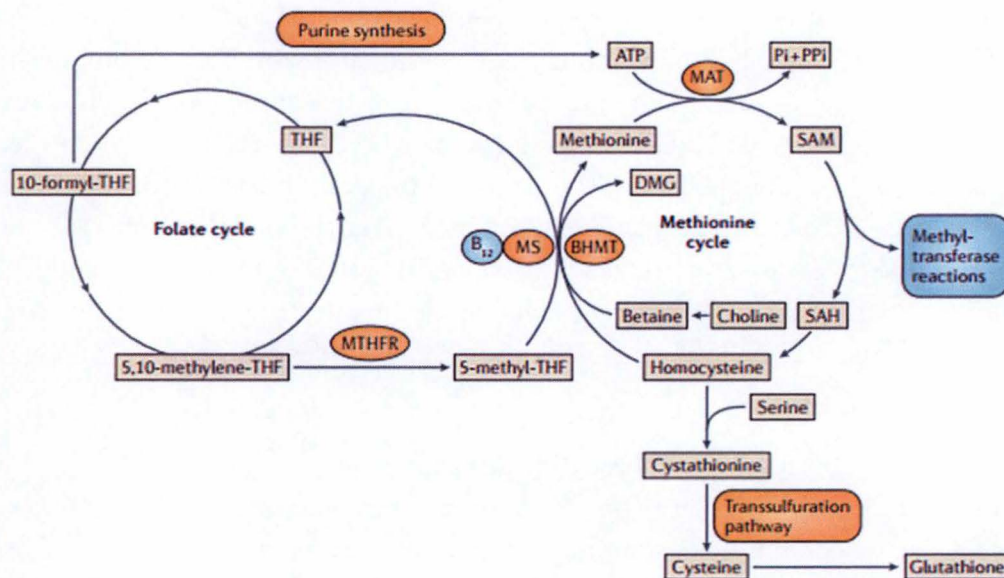 Purine synthesis
ATP
Pi+PPi
MAT
THF
Methionine
SAM
10-formyl-THF
DMG
Folate cycle
B12
MS
BHMT
Methionine
cycle
Methyl-
transferase
reactions
Betaine
Choline
SAH
MTHFR
5,10-methylene-THF
5-methyl-THF
Homocysteine
Serine
Cystathionine
Transsulfuration
pathway
Cysteine
Glutathione